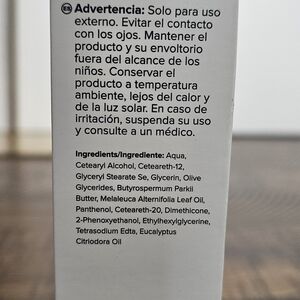 ES Advertencia: Solo para uso
externo. Evitar el contacto
con los ojos. Mantener el
producto y su envoltorio
fuera del alcance de los
niños. Conservar el
producto a temperatura
ambiente, lejos del calor y
de la luz solar. En caso de
irritación, suspenda su uso
y consulte a un médico.
Ingredients/Ingrediente: Aqua,
Cetearyl Alcohol, Ceteareth-12,
Glyceryl Stearate Se, Glycerin, Olive
Glycerides, Butyrospermum Parkii
Butter, Melaleuca Alternifolia Leaf Oil,
Panthenol, Ceteareth-20, Dimethicone,
2-Phenoxyethanol, Ethylhexylglycerine,
Tetrasodium Edta, Eucalyptus
Citriodora Oil